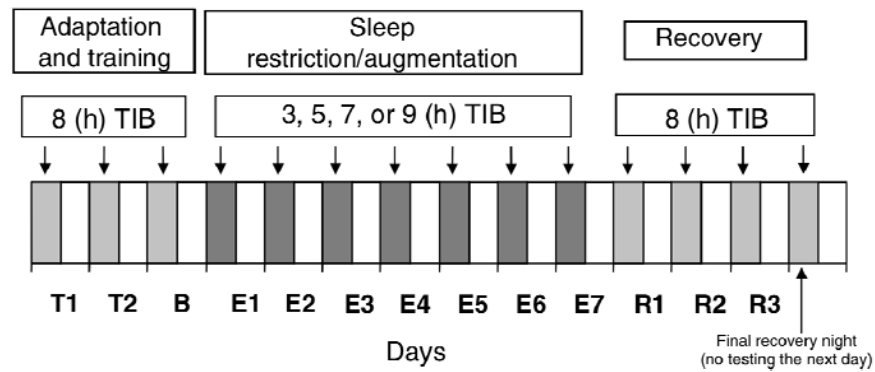 Adaptation
and training
Sleep
restriction/augmentation
Recovery
8 (h) TIB
3, 5, 7, or 9 (h) TIB
8 (h) TIB
T1 T2 B E1 E2 E3 E4 E5 E6 E7 R1 R2 R3
Days
Final recovery night
(no testing the next day)